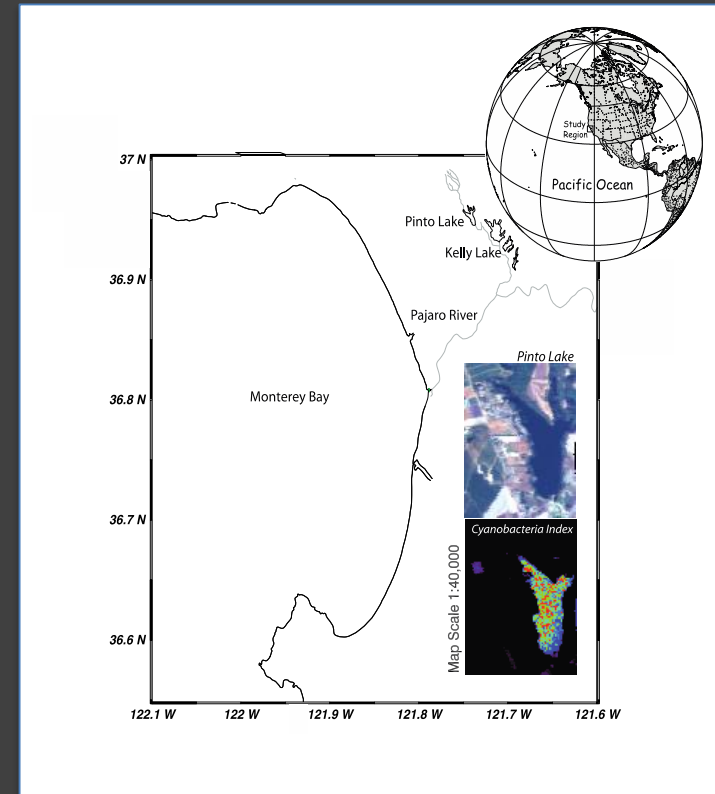 Study
Region
Pacific Ocean
37 N
Pinto Lake
Kelly Lake
36.9 N
Pajaro River
Pinto Lake
Monterey Bay
36.8 N
36.7 N
Cyanobacteria Index
Map Scale 1:40,000
36.6 N
122.1 W
122 W
121.9 W
121.8 W
121.7 W
121.6 W